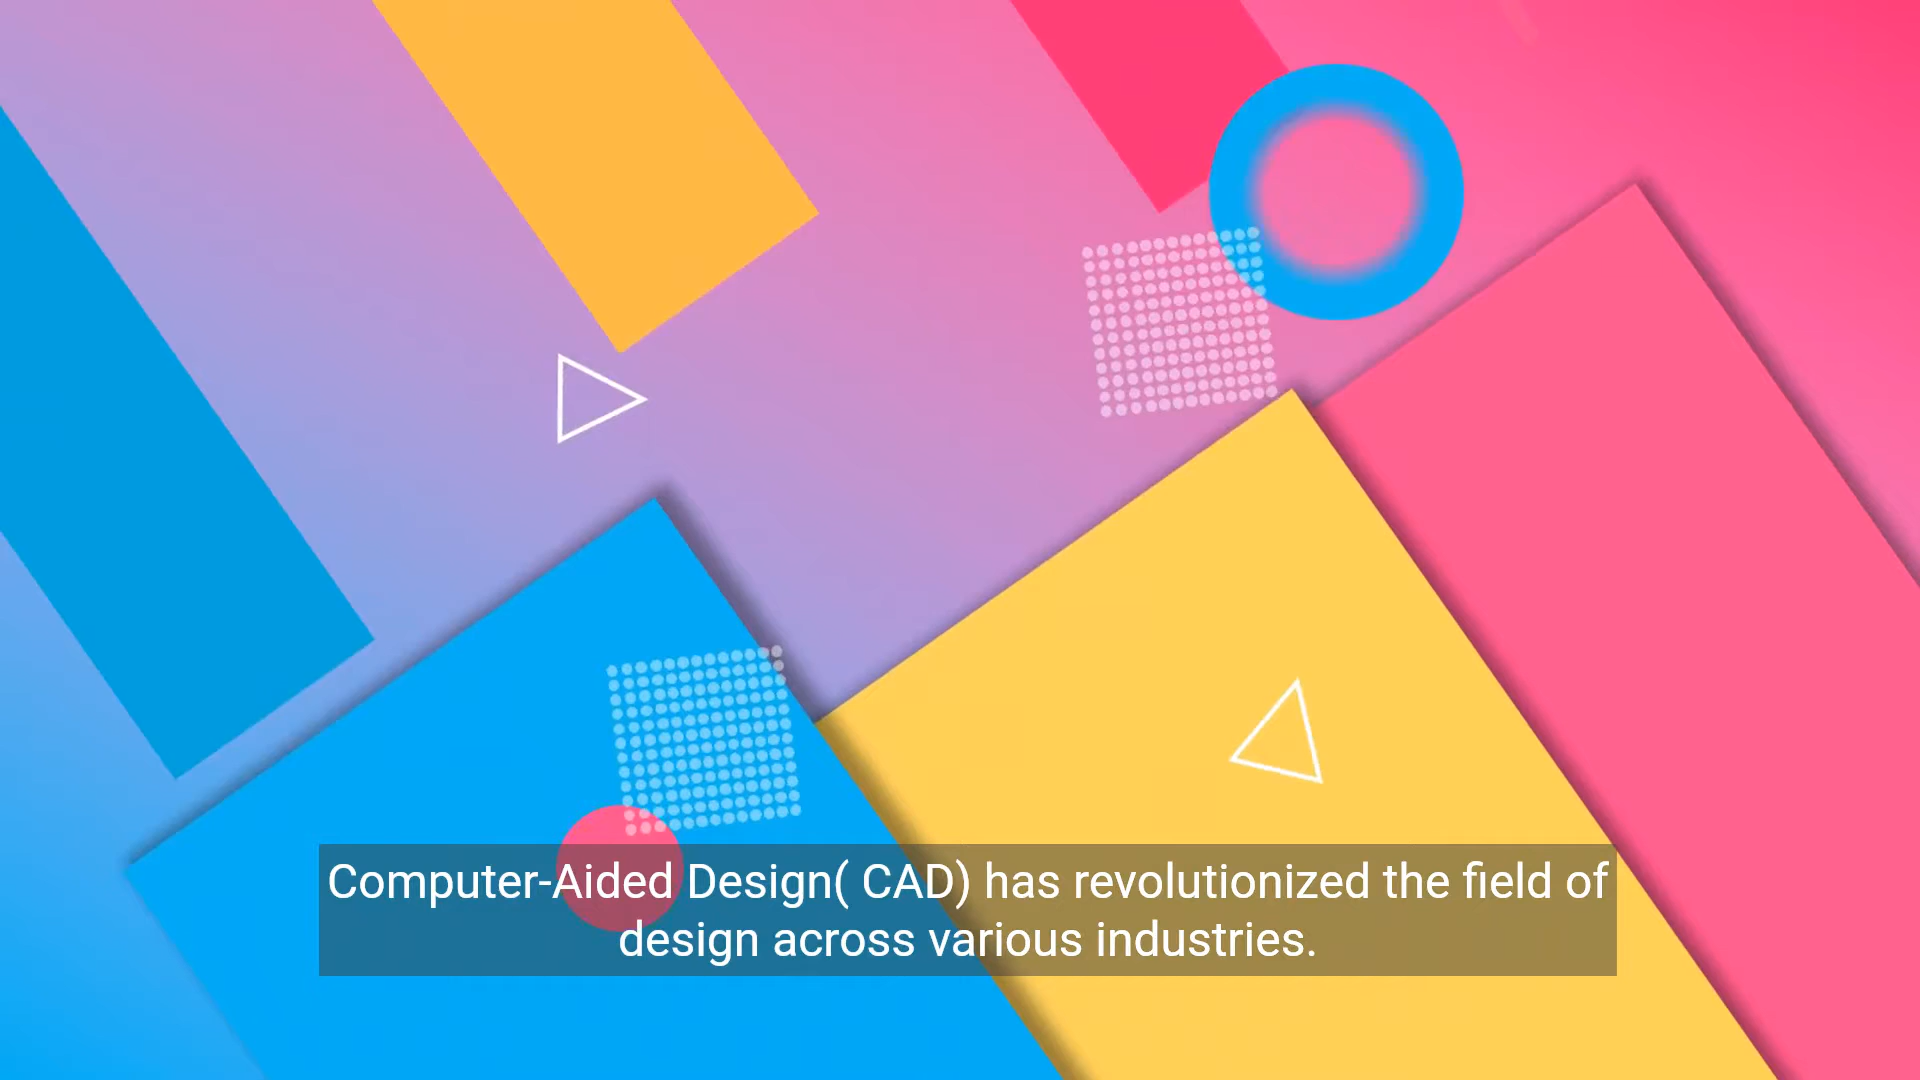 Computer-Aided Design( CAD) has revolutionized the field of
design across various industries.